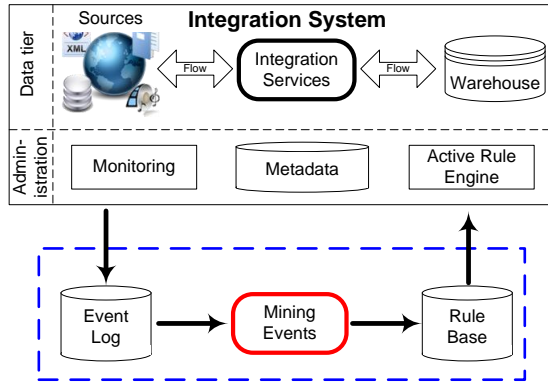 Integration System
Data tier
Sources
XML
Flow
Integration
Services
Flow
Warehouse
Admin-
istration
Monitoring
Metadata
Active Rule
Engine
Event
Log
Mining
Events
Rule
Base